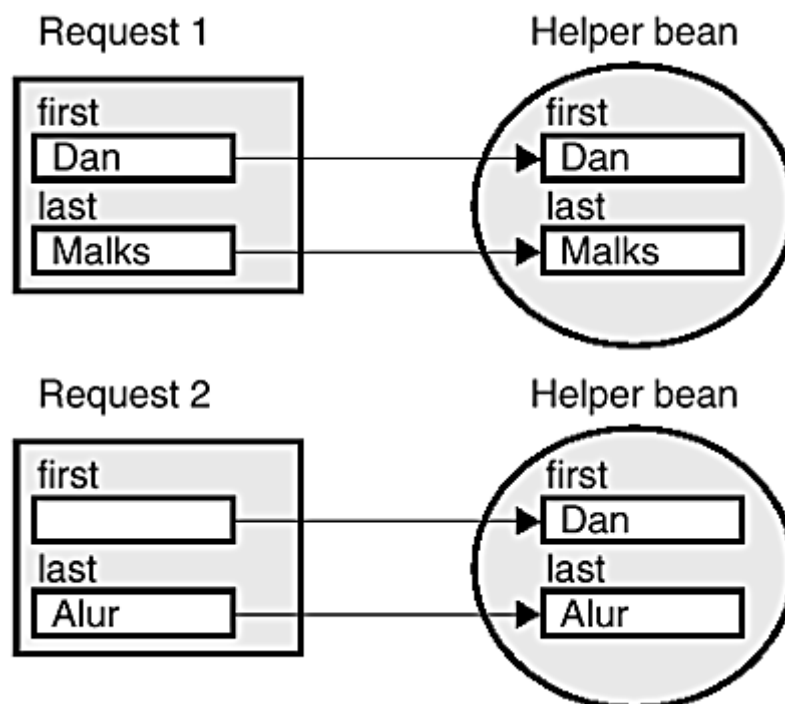 Request 1
Helper bean
first
Dan
last
Malks
first
Dan
last
Malks
Request 2
Helper bean
first
last
Alur
first
Dan
last
Alur